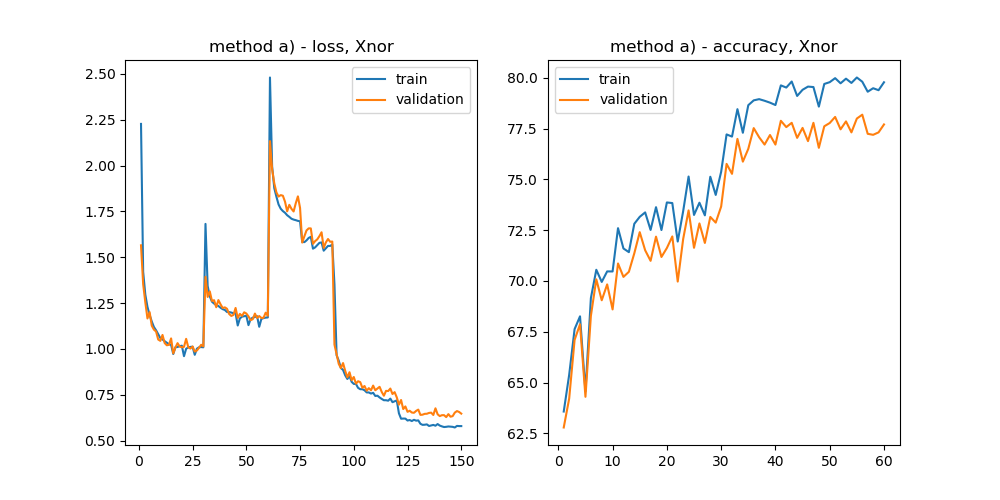 method a) - loss, Xnor
2.50
2.25
2.00
1.75
1.50
1.25
1.00
0.75
0.50
0 25 50 75 100 125 150
train
validation
method a) - accuracy, Xnor
80.0
77.5
75.0
72.5
70.0
67.5
65.0
62.5
0 10 20 30 40 50 60
train
validation